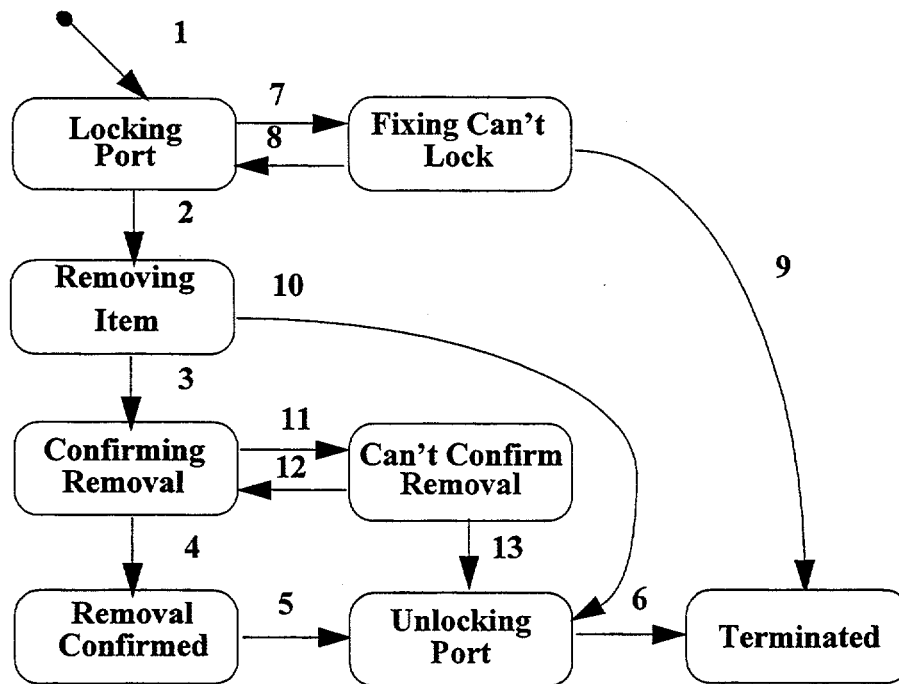 1
7
Locking
Port
8
Fixing Can't
Lock
2
9
Removing
Item
10
3
11
Confirming
Removal
12
Can't Confirm
Removal
4
13
Removal
Confirmed
5
Unlocking
Port
6
Terminated